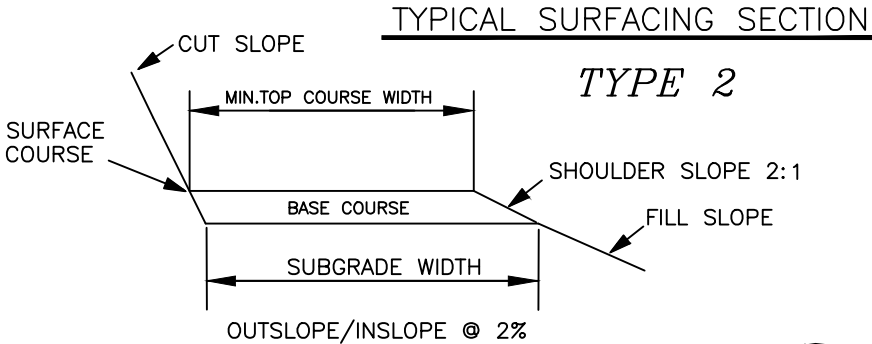 TYPICAL SURFACING SECTION
TYPE 2
CUT SLOPE
MIN.TOP COURSE WIDTH
SURFACE
COURSE
SHOULDER SLOPE 2:1
BASE COURSE
FILL SLOPE
SUBGRADE WIDTH
OUTSLOPE/INSLOPE @ 2%